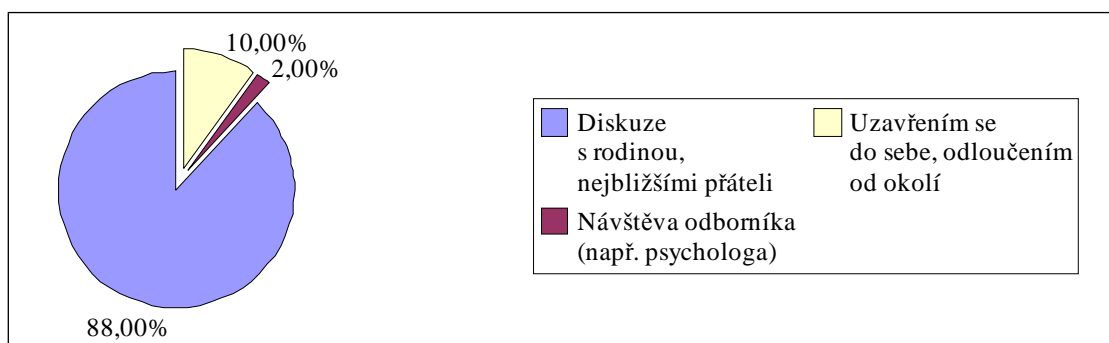 10,00%
2,00%
88,00%
Diskuze
s rodinou,
nejbližšími přáteli
Návštěva odborníka
(např. psychologa)
Uzavřením se
do sebe, odloučením
od okolí